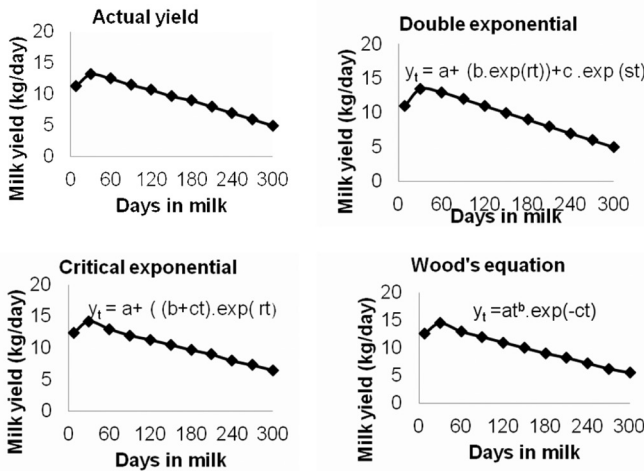 Actual yield
Milk yield (kg/day)
20
15
10
5
0
0 60 120 180 240 300
Days in milk
Double exponential
Milk yield (kg/day)
20
15
10
5
0
yₜ = a+ (b.exp(rt))+c .exp (st)
0 60 120 180 240 300
Days in milk
Critical exponential
Milk yield (kg/day)
20
15
10
5
0
yₜ = a+ ( (b+ct).exp( rt)
0 60 120 180 240 300
Days in milk
Wood's equation
Milk yield (kg/day)
20
15
10
5
0
yₜ =atᵇ.exp(-ct)
0 60 120 180 240 300
Days in milk